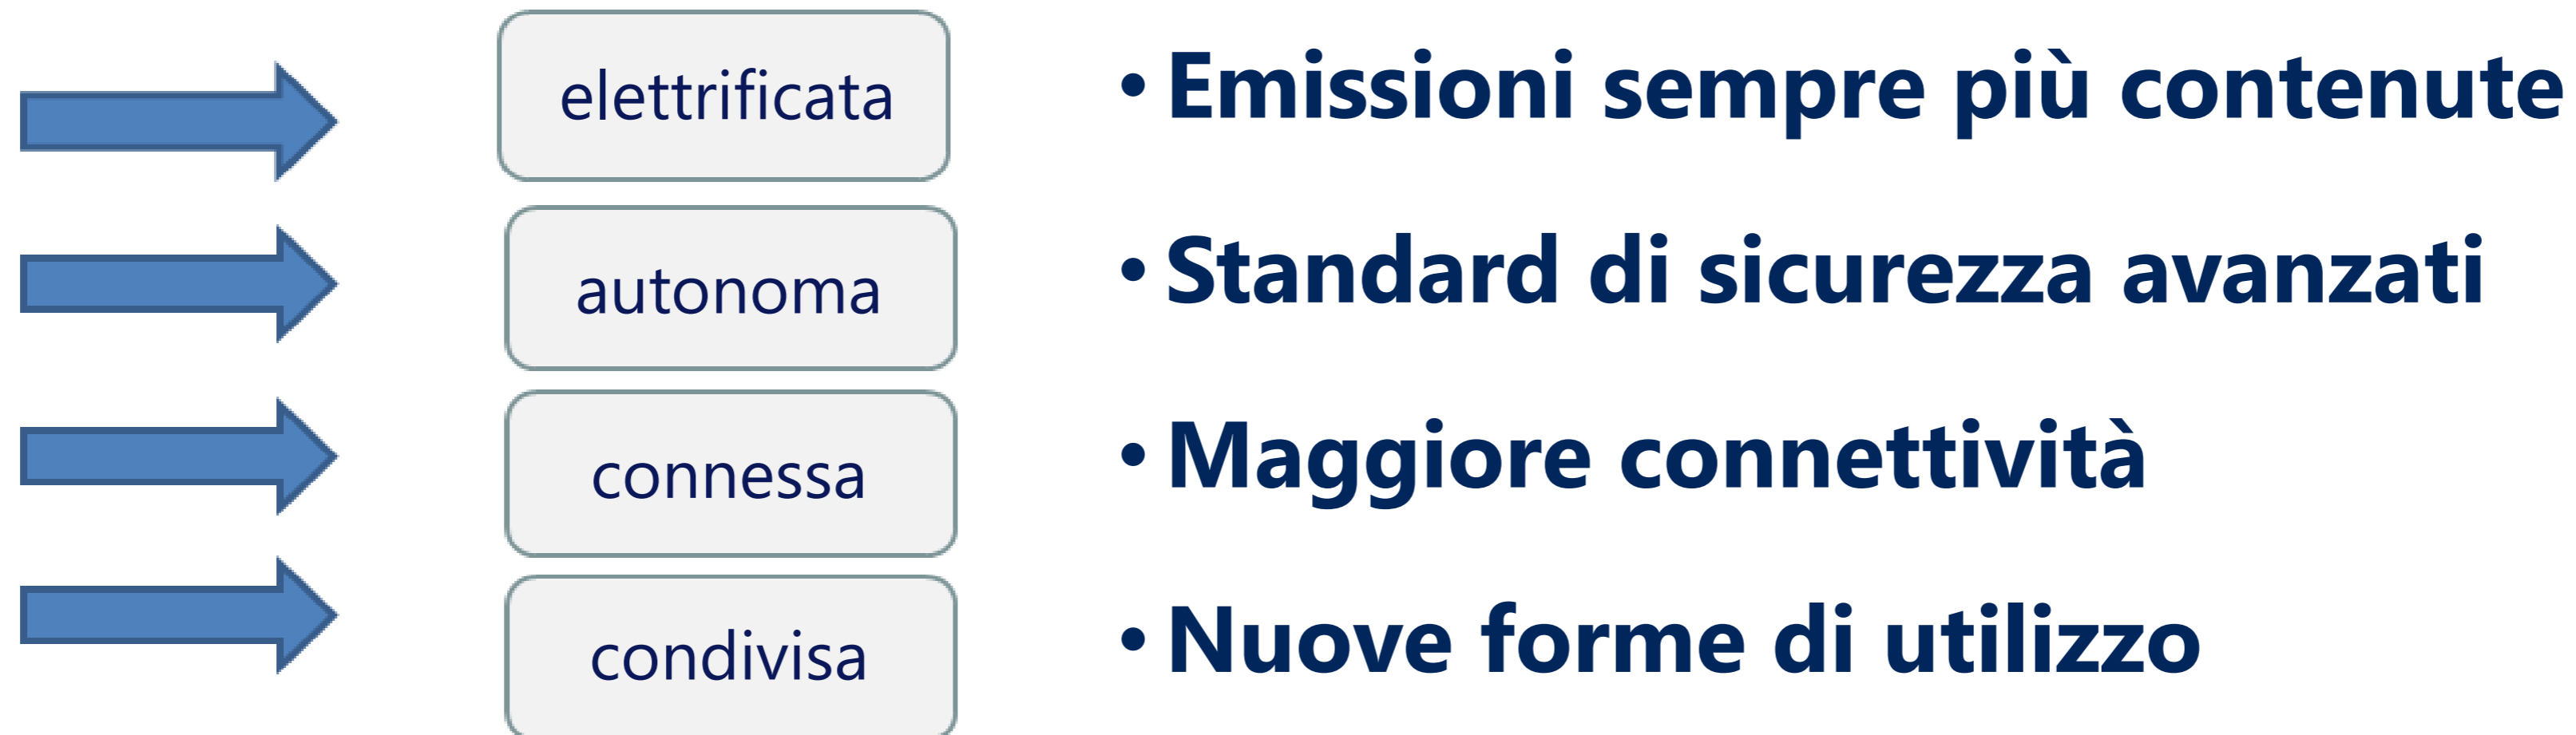 elettrificata
• Emissioni sempre più contenute
autonoma
• Standard di sicurezza avanzati
connessa
• Maggiore connettività
condivisa
• Nuove forme di utilizzo